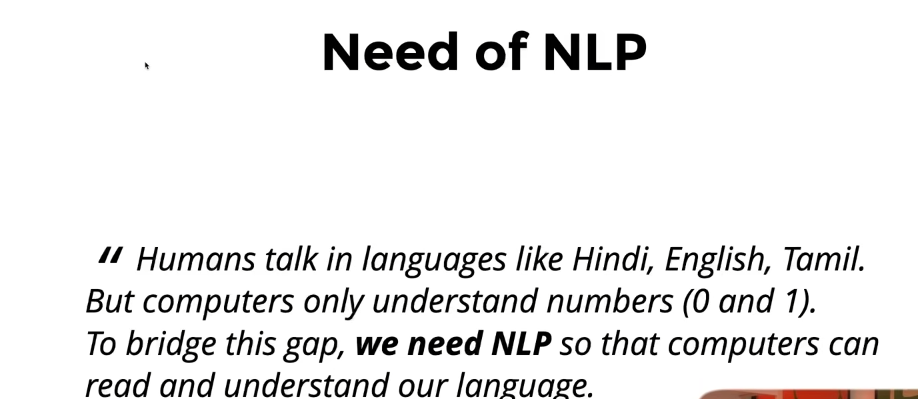 Need of NLP
“ Humans talk in languages like Hindi, English, Tamil.
But computers only understand numbers (0 and 1).
To bridge this gap, we need NLP so that computers can
read and understand our language.